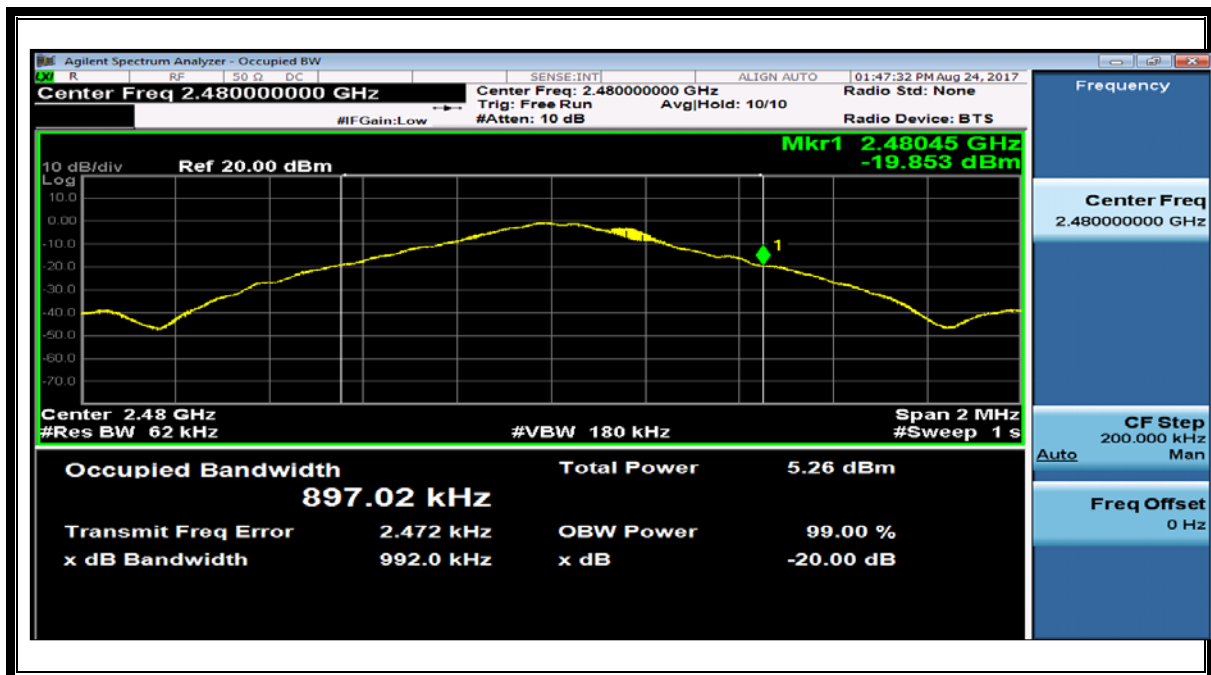 Agilent Spectrum Analyzer - Occupied BW
LXI R RF 50 Ω DC SENSE:INT ALIGN AUTO 01:47:32 PM Aug 24, 2017
Center Freq 2.480000000 GHz Center Freq: 2.480000000 GHz Radio Std: None
Trig: Free Run Avg|Hold: 10/10
#IFGain:Low #Atten: 10 dB Radio Device: BTS
Mkr1 2.48045 GHz
10 dB/div Ref 20.00 dBm -19.853 dBm
Log
10.0
0.00
-10.0
1
-20.0
-30.0
-40.0
-50.0
-60.0
-70.0
Center 2.48 GHz Span 2 MHz
#Res BW 62 kHz #VBW 180 kHz #Sweep 1 s
Occupied Bandwidth Total Power 5.26 dBm
897.02 kHz
Transmit Freq Error 2.472 kHz OBW Power 99.00 %
x dB Bandwidth 992.0 kHz x dB -20.00 dB
Frequency
Center Freq
2.480000000 GHz
CF Step
200.000 kHz
Auto Man
Freq Offset
0 Hz